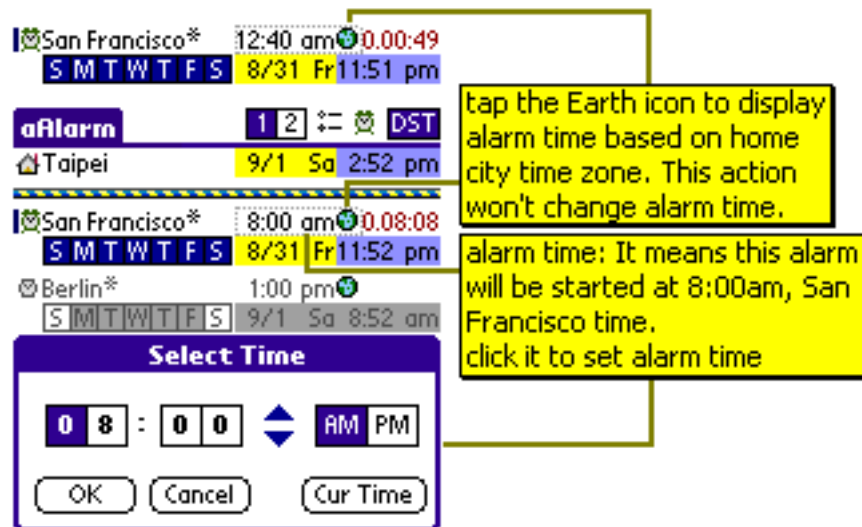 San Francisco* 12:40 am 0.00:49
S M T W T F S 8/31 Fr 11:51 pm
aAlarm 1 2 DST
Taipei 9/1 Sa 2:52 pm
San Francisco* 8:00 am 0.08:08
S M T W T F S 8/31 Fr 11:52 pm
Berlin* 1:00 pm
S M T W T F S 9/1 Sa 8:52 am
Select Time
0 8 : 0 0 AM PM
OK Cancel Cur Time
tap the Earth icon to display
alarm time based on home
city time zone. This action
won't change alarm time.
alarm time: It means this alarm
will be started at 8:00am, San
Francisco time.
click it to set alarm time